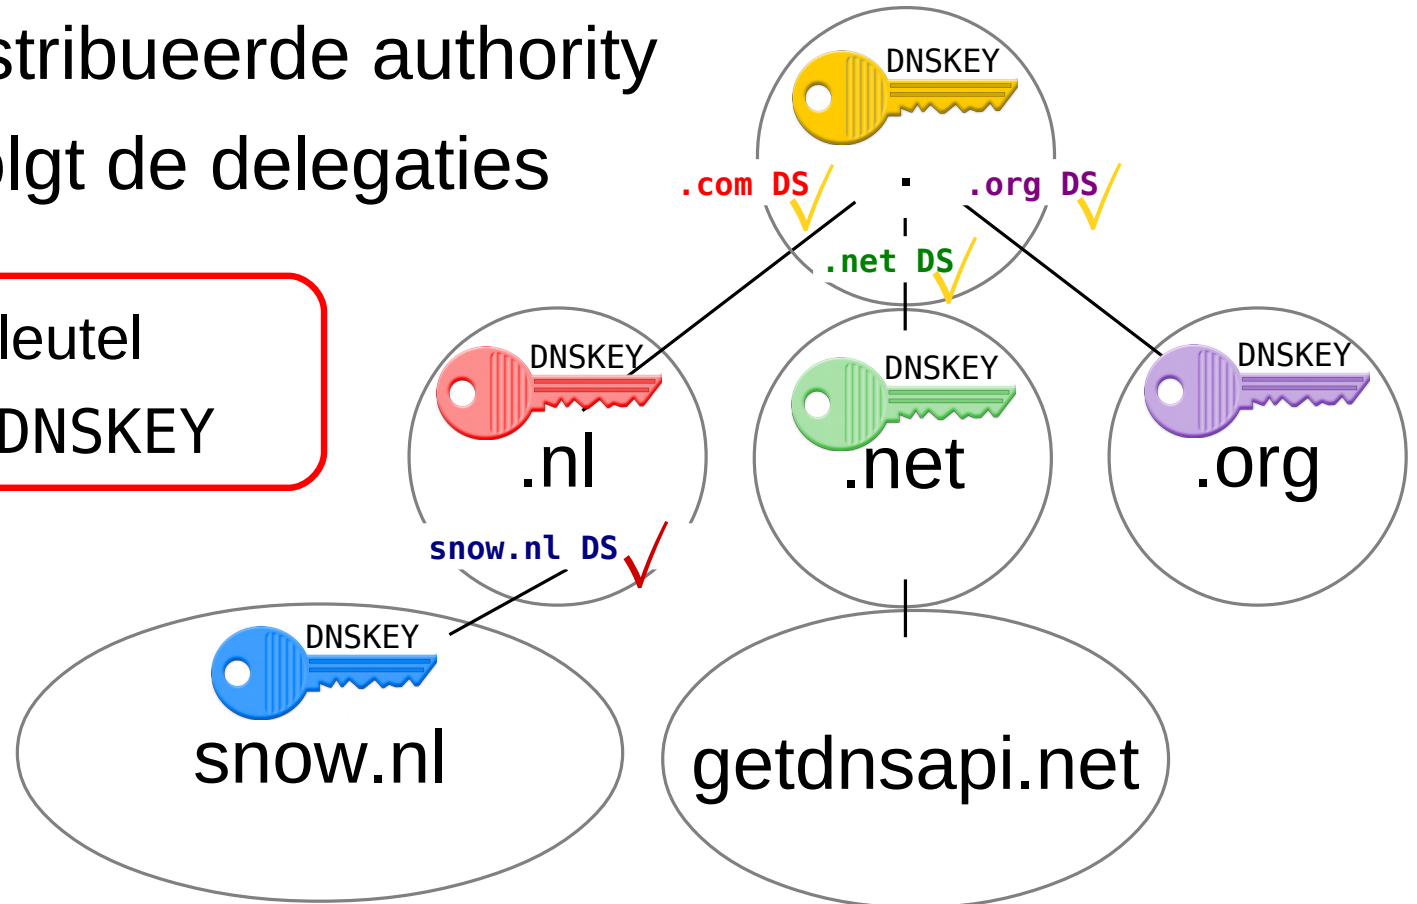 stribueerde authority
olgt de delegaties
leutel
DNSKEY
DNSKEY
.
.com DS
.org DS
.net DS
DNSKEY
.nl
snow.nl DS
DNSKEY
.net
DNSKEY
.org
DNSKEY
snow.nl
getdnsapi.net